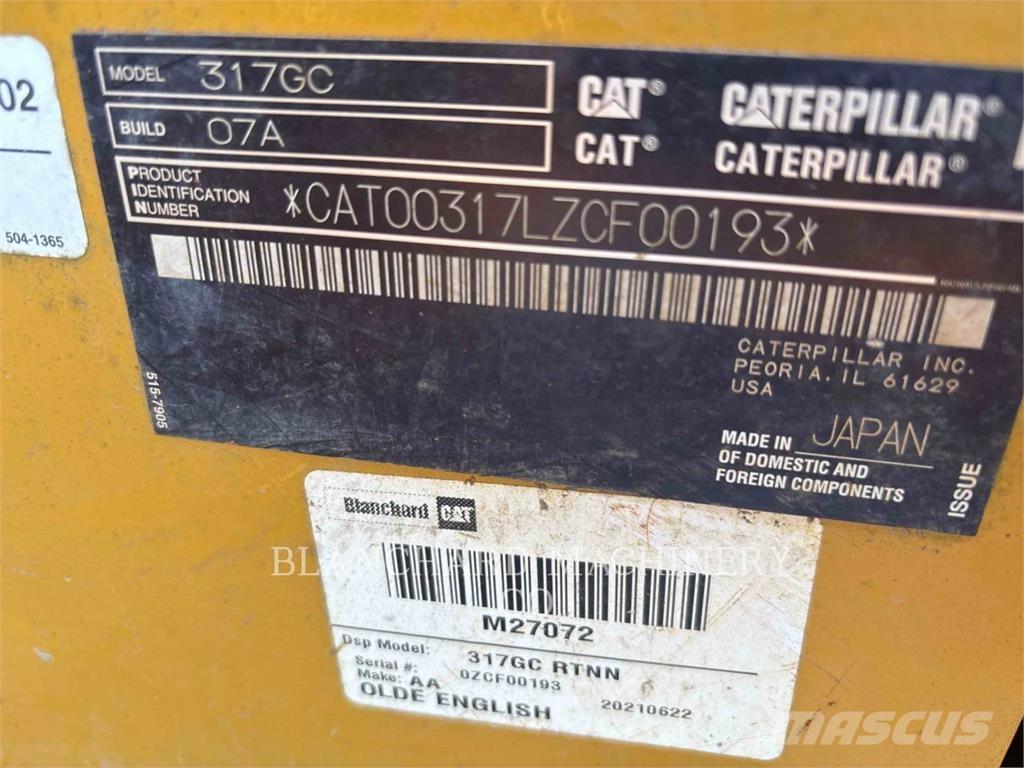 02
504-1365
MODEL 317GC
BUILD 07A
CAT® CATERPILLAR®
CAT® CATERPILLAR®
PRODUCT
IDENTIFICATION
NUMBER
*CAT00317LZCF00193*
CATERPILLAR INC.
PEORIA, IL 61629
USA
515-7905
MADE IN JAPAN
OF DOMESTIC AND
FOREIGN COMPONENTS
ISSUE
Blanchard CAT
BLANCHARD MACHINERY
CO
M27072
Dsp Model: 317GC RTNN
Serial #: 0ZCF00193
Make: AA
OLDE ENGLISH 20210622
MASCUS